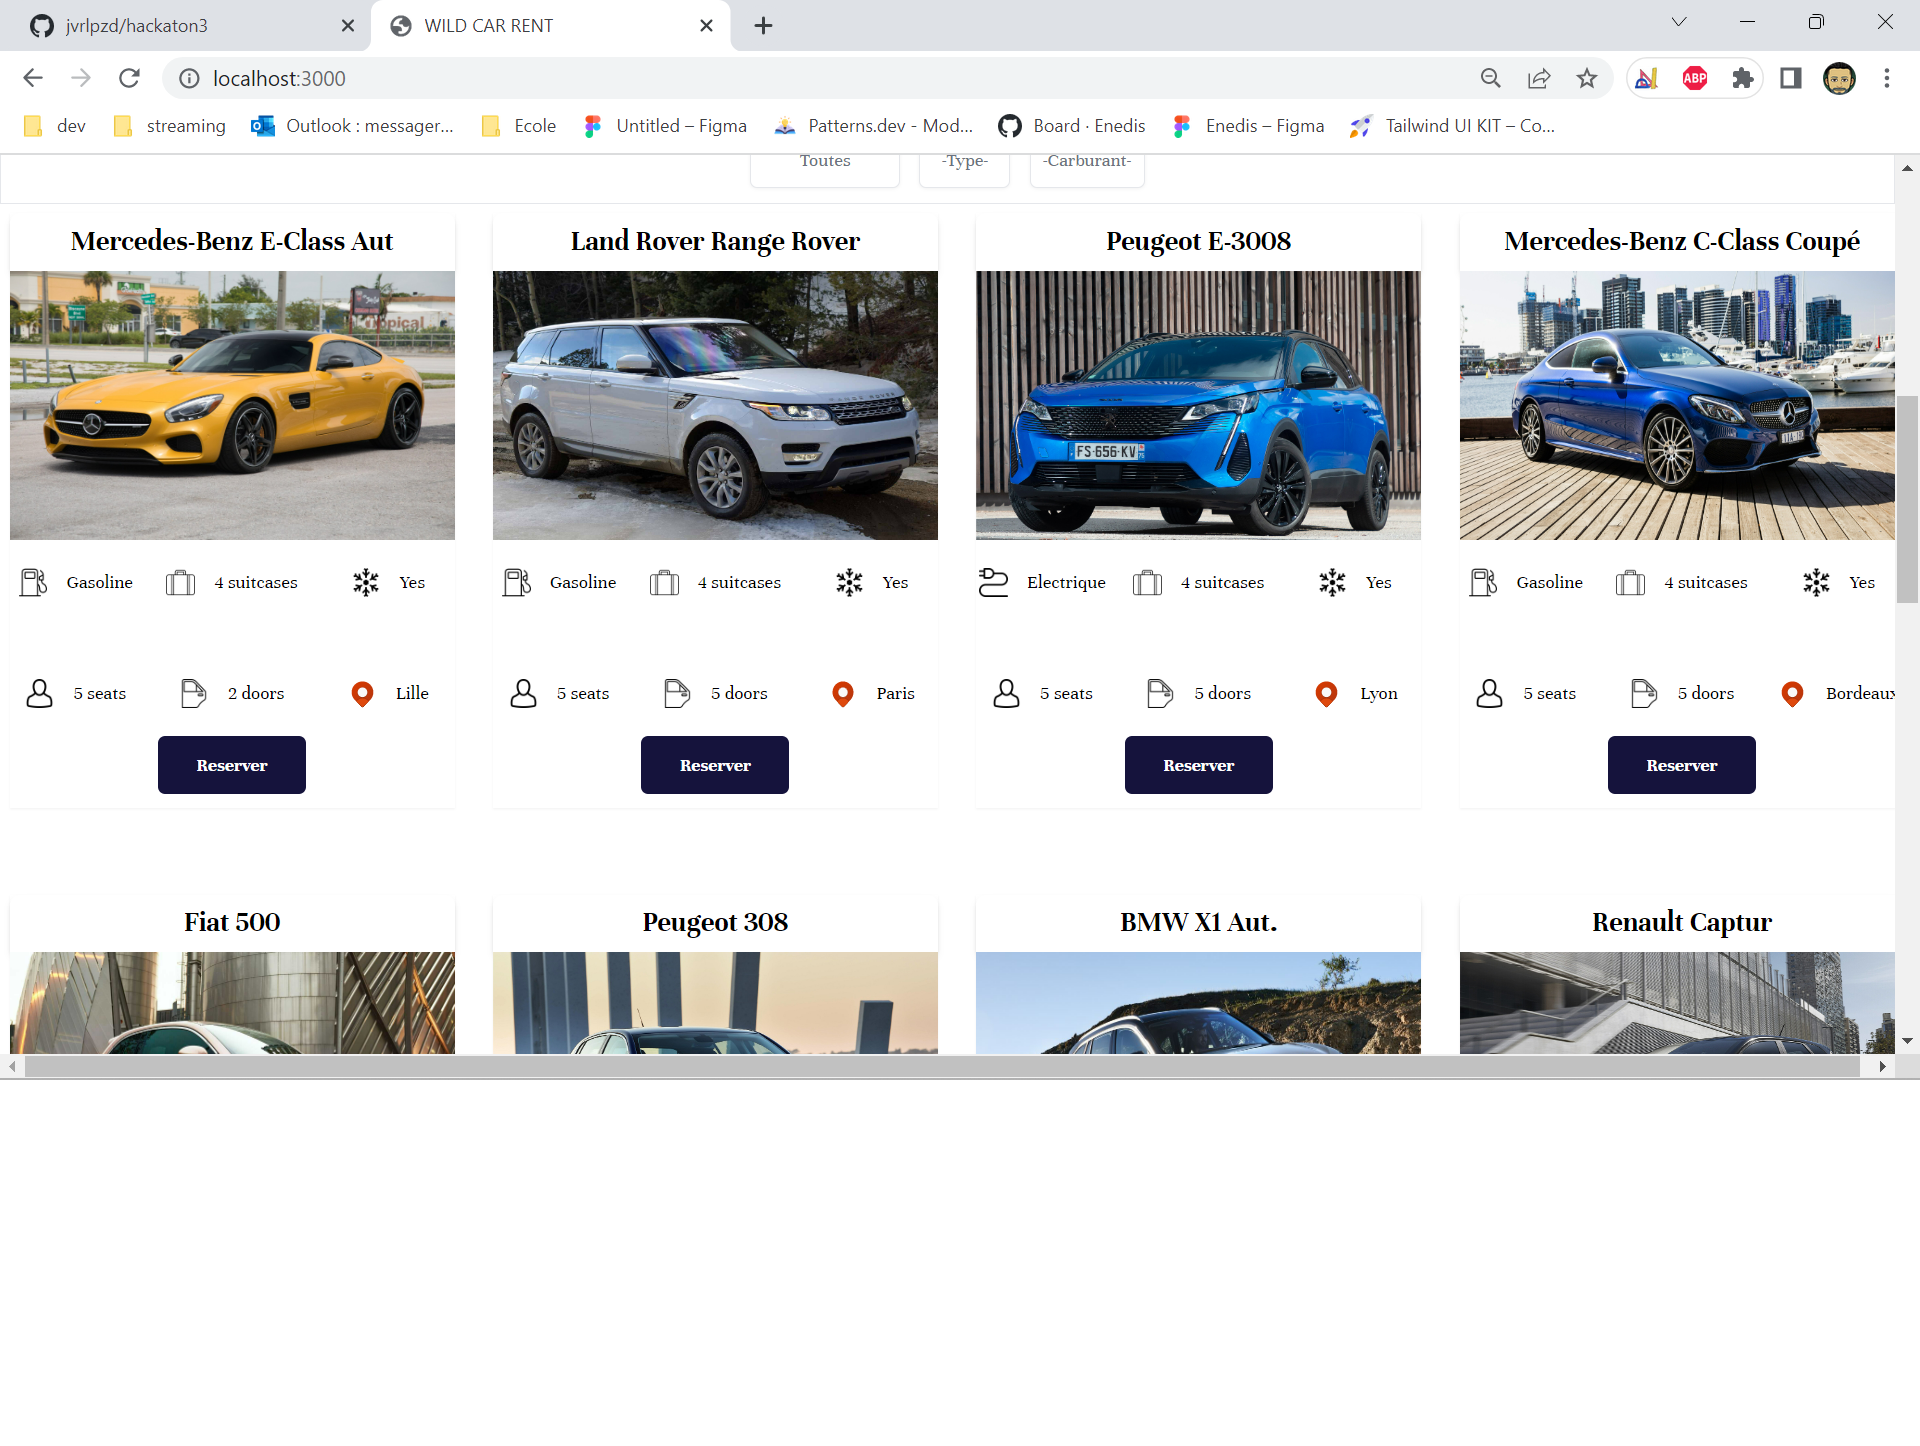 jvrlpzd/hackaton3
WILD CAR RENT
localhost:3000
ABP
dev
streaming
Outlook : messager...
Ecole
Untitled – Figma
Patterns.dev - Mod...
Board · Enedis
Enedis – Figma
Tailwind UI KIT – Co...
Toutes
-Type-
-Carburant-
Mercedes-Benz E-Class Aut
Land Rover Range Rover
Peugeot E-3008
Mercedes-Benz C-Class Coupé
FS-656-KV
Gasoline
4 suitcases
Yes
Gasoline
4 suitcases
Yes
Electrique
4 suitcases
Yes
Gasoline
4 suitcases
Yes
5 seats
2 doors
Lille
5 seats
5 doors
Paris
5 seats
5 doors
Lyon
5 seats
5 doors
Bordeaux
Reserver
Reserver
Reserver
Reserver
Fiat 500
Peugeot 308
BMW X1 Aut.
Renault Captur